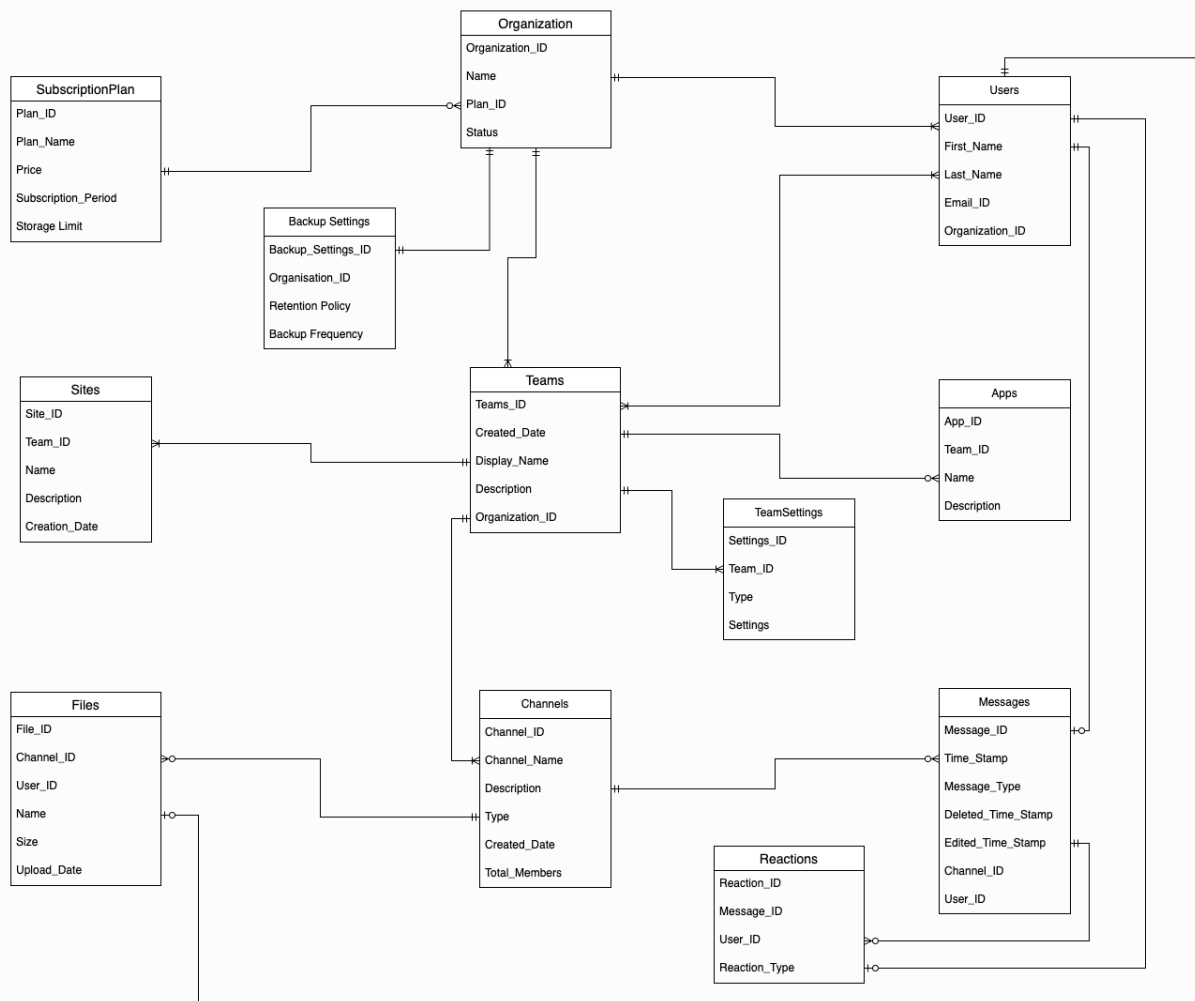 Organization
Organization_ID
Name
Plan_ID
Status
SubscriptionPlan
Plan_ID
Plan_Name
Price
Subscription_Period
Storage Limit
Users
User_ID
First_Name
Last_Name
Email_ID
Organization_ID
Backup Settings
Backup_Settings_ID
Organisation_ID
Retention Policy
Backup Frequency
Teams
Teams_ID
Created_Date
Display_Name
Description
Organization_ID
Sites
Site_ID
Team_ID
Name
Description
Creation_Date
Apps
App_ID
Team_ID
Name
Description
TeamSettings
Settings_ID
Team_ID
Type
Settings
Files
File_ID
Channel_ID
User_ID
Name
Size
Upload_Date
Channels
Channel_ID
Channel_Name
Description
Type
Created_Date
Total_Members
Messages
Message_ID
Time_Stamp
Message_Type
Deleted_Time_Stamp
Edited_Time_Stamp
Channel_ID
User_ID
Reactions
Reaction_ID
Message_ID
User_ID
Reaction_Type